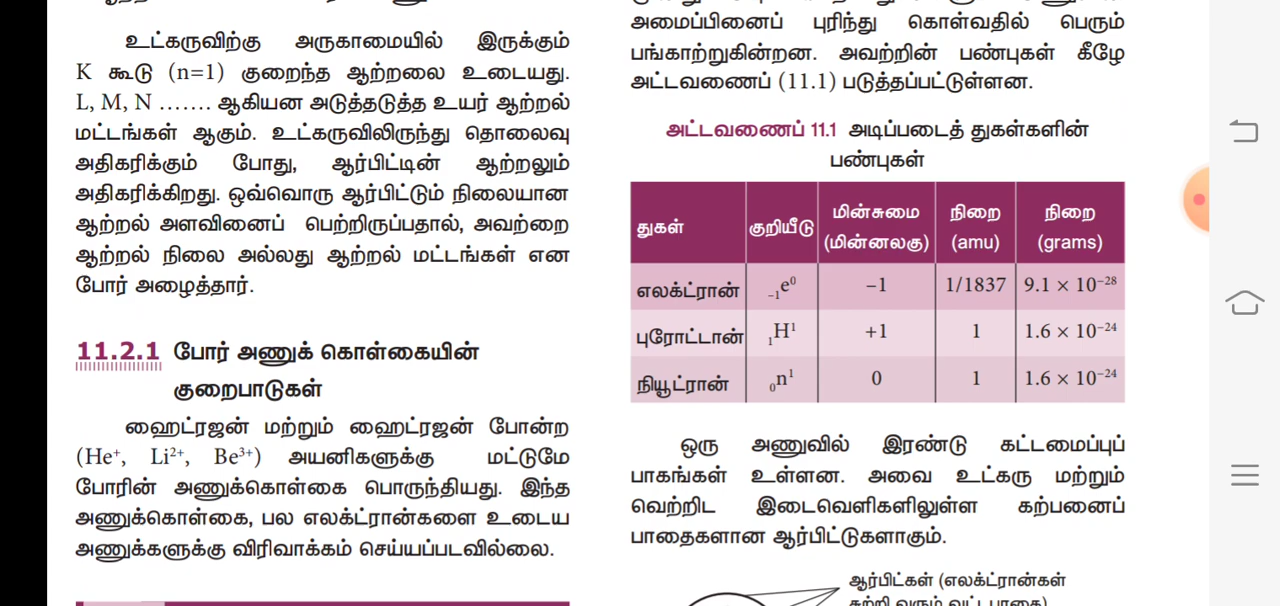 உட்கருவிற்கு அருகாமையில் இருக்கும்
K கூடு (n=1) குறைந்த ஆற்றலை உடையது.
L, M, N ....... ஆகியன அடுத்தடுத்த உயர் ஆற்றல்
மட்டங்கள் ஆகும். உட்கருவிலிருந்து தொலைவு
அதிகரிக்கும் போது, ஆர்பிட்டின் ஆற்றலும்
அதிகரிக்கிறது. ஒவ்வொரு ஆர்பிட்டும் நிலையான
ஆற்றல் அளவினைப் பெற்றிருப்பதால், அவற்றை
ஆற்றல் நிலை அல்லது ஆற்றல் மட்டங்கள் என
போர் அழைத்தார்.
11.2.1 போர் அணுக் கொள்கையின்
குறைபாடுகள்
ஹைட்ரஜன் மற்றும் ஹைட்ரஜன் போன்ற
(He⁺, Li²⁺, Be³⁺) அயனிகளுக்கு மட்டுமே
போரின் அணுக்கொள்கை பொருந்தியது. இந்த
அணுக்கொள்கை, பல எலக்ட்ரான்களை உடைய
அணுக்களுக்கு விரிவாக்கம் செய்யப்படவில்லை.
அமைப்பினைப் புரிந்து கொள்வதில் பெரும்
பங்காற்றுகின்றன. அவற்றின் பண்புகள் கீழே
அட்டவணைப் (11.1) படுத்தப்பட்டுள்ளன.
அட்டவணைப் 11.1 அடிப்படைத் துகள்களின்
பண்புகள்
துகள் குறியீடு மின்சுமை (மின்னலகு) நிறை (amu) நிறை (grams)
எலக்ட்ரான் ₋₁e⁰ −1 1/1837 9.1 × 10⁻²⁸
புரோட்டான் ₁H¹ +1 1 1.6 × 10⁻²⁴
நியூட்ரான் ₀n¹ 0 1 1.6 × 10⁻²⁴
ஒரு அணுவில் இரண்டு கட்டமைப்புப்
பாகங்கள் உள்ளன. அவை உட்கரு மற்றும்
வெற்றிட இடைவெளிகளிலுள்ள கற்பனைப்
பாதைகளான ஆர்பிட்டுகளாகும்.
ஆர்பிட்கள் (எலக்ட்ரான்கள்